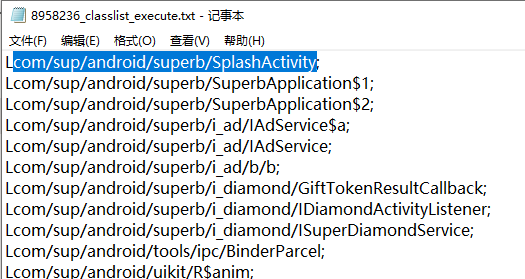 8958236_classlist_execute.txt - 记事本
文件(F) 编辑(E) 格式(O) 查看(V) 帮助(H)
Lcom/sup/android/superb/SplashActivity;
Lcom/sup/android/superb/SuperbApplication$1;
Lcom/sup/android/superb/SuperbApplication$2;
Lcom/sup/android/superb/i_ad/IAdService$a;
Lcom/sup/android/superb/i_ad/IAdService;
Lcom/sup/android/superb/i_ad/b/b;
Lcom/sup/android/superb/i_diamond/GiftTokenResultCallback;
Lcom/sup/android/superb/i_diamond/IDiamondActivityListener;
Lcom/sup/android/superb/i_diamond/ISuperDiamondService;
Lcom/sup/android/tools/ipc/BinderParcel;
Lcom/sup/android/uikit/R$anim;